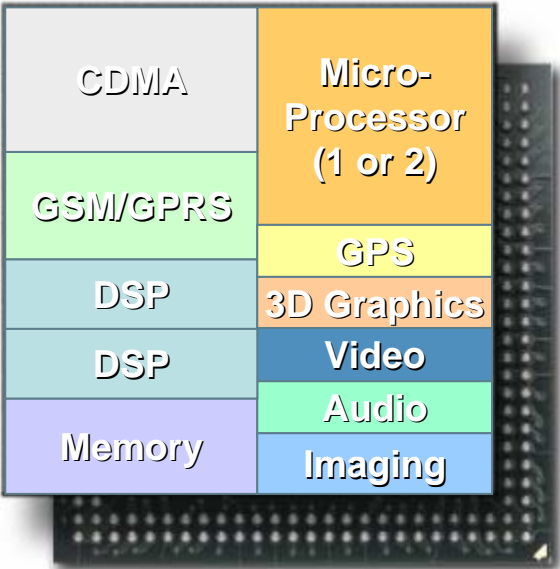 CDMA
GSM/GPRS
DSP
DSP
Memory
Micro-
Processor
(1 or 2)
GPS
3D Graphics
Video
Audio
Imaging